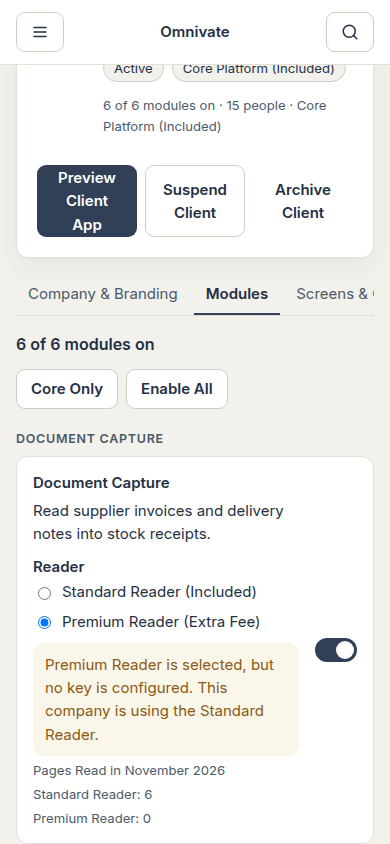 Omnivate
Active
Core Platform (Included)
6 of 6 modules on · 15 people · Core
Platform (Included)
Preview
Client
App
Suspend
Client
Archive
Client
Company & Branding
Modules
Screens &
6 of 6 modules on
Core Only
Enable All
DOCUMENT CAPTURE
Document Capture
Read supplier invoices and delivery
notes into stock receipts.
Reader
Standard Reader (Included)
Premium Reader (Extra Fee)
Premium Reader is selected, but
no key is configured. This
company is using the Standard
Reader.
Pages Read in November 2026
Standard Reader: 6
Premium Reader: 0